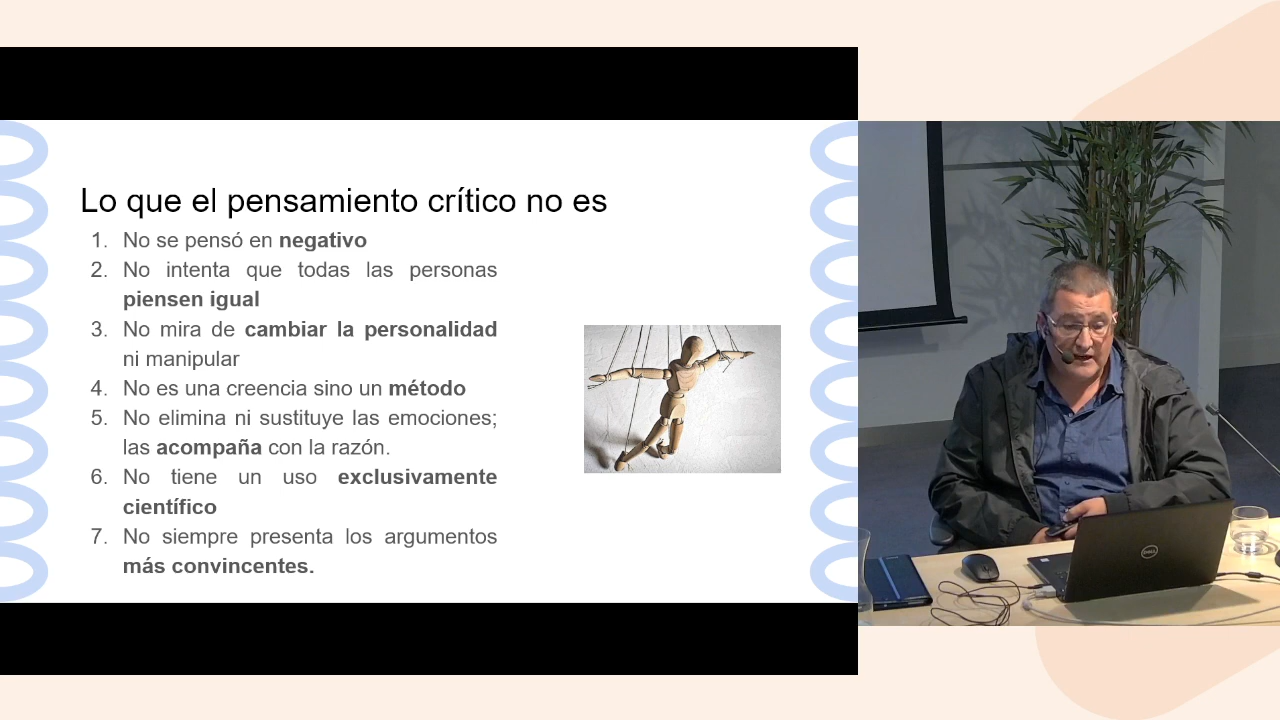 Lo que el pensamiento crítico no es
1. No se pensó en negativo
2. No intenta que todas las personas
piensen igual
3. No mira de cambiar la personalidad
ni manipular
4. No es una creencia sino un método
5. No elimina ni sustituye las emociones;
las acompaña con la razón.
6. No tiene un uso exclusivamente
científico
7. No siempre presenta los argumentos
más convincentes.
DELL